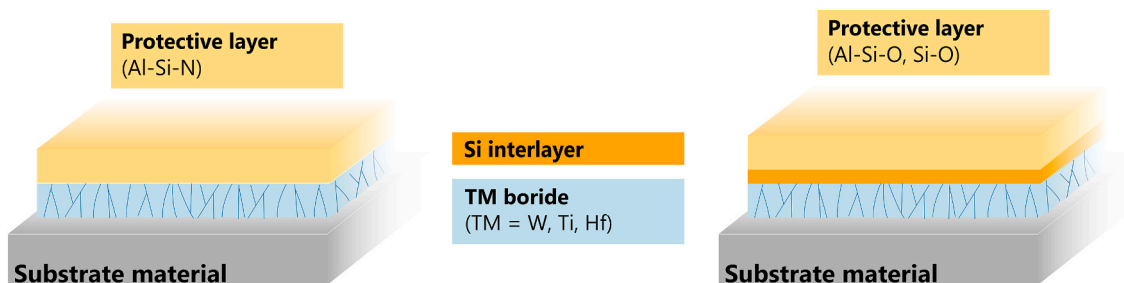 Protective layer
(Al-Si-N)
Substrate material
Si interlayer
TM boride
(TM = W, Ti, Hf)
Protective layer
(Al-Si-O, Si-O)
Substrate material